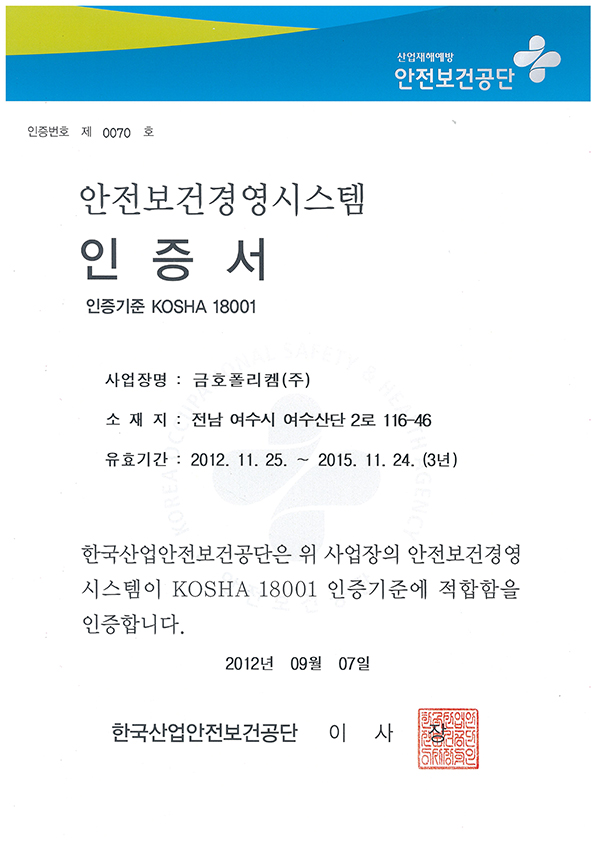 산업재해예방
안전보건공단
인증번호 제 0070 호
안전보건경영시스템
인 증 서
인증기준 KOSHA 18001
사업장명 : 금호폴리켐(주)
소 재 지 : 전남 여수시 여수산단 2로 116-46
유효기간 : 2012. 11. 25. ~ 2015. 11. 24. (3년)
한국산업안전보건공단은 위 사업장의 안전보건경영
시스템이 KOSHA 18001 인증기준에 적합함을
인증합니다.
2012년 09월 07일
한국산업안전보건공단 이 사 장